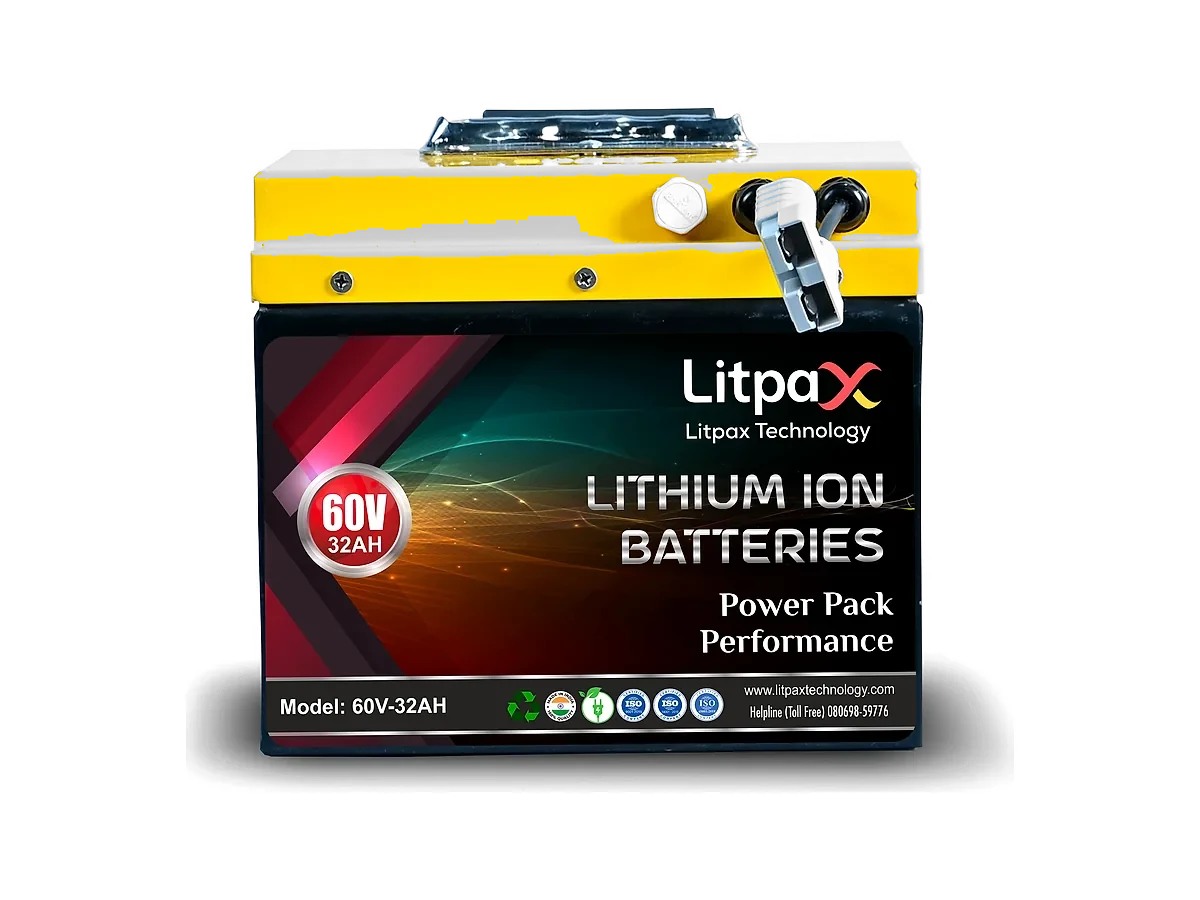 Litpax
Litpax Technology
LITHIUM ION
BATTERIES
60V
32AH
Power Pack
Performance
Model: 60V-32AH
ISO
ISO
ISO
www.litpaxtechnology.com
Helpline (Toll Free) 080698-59776